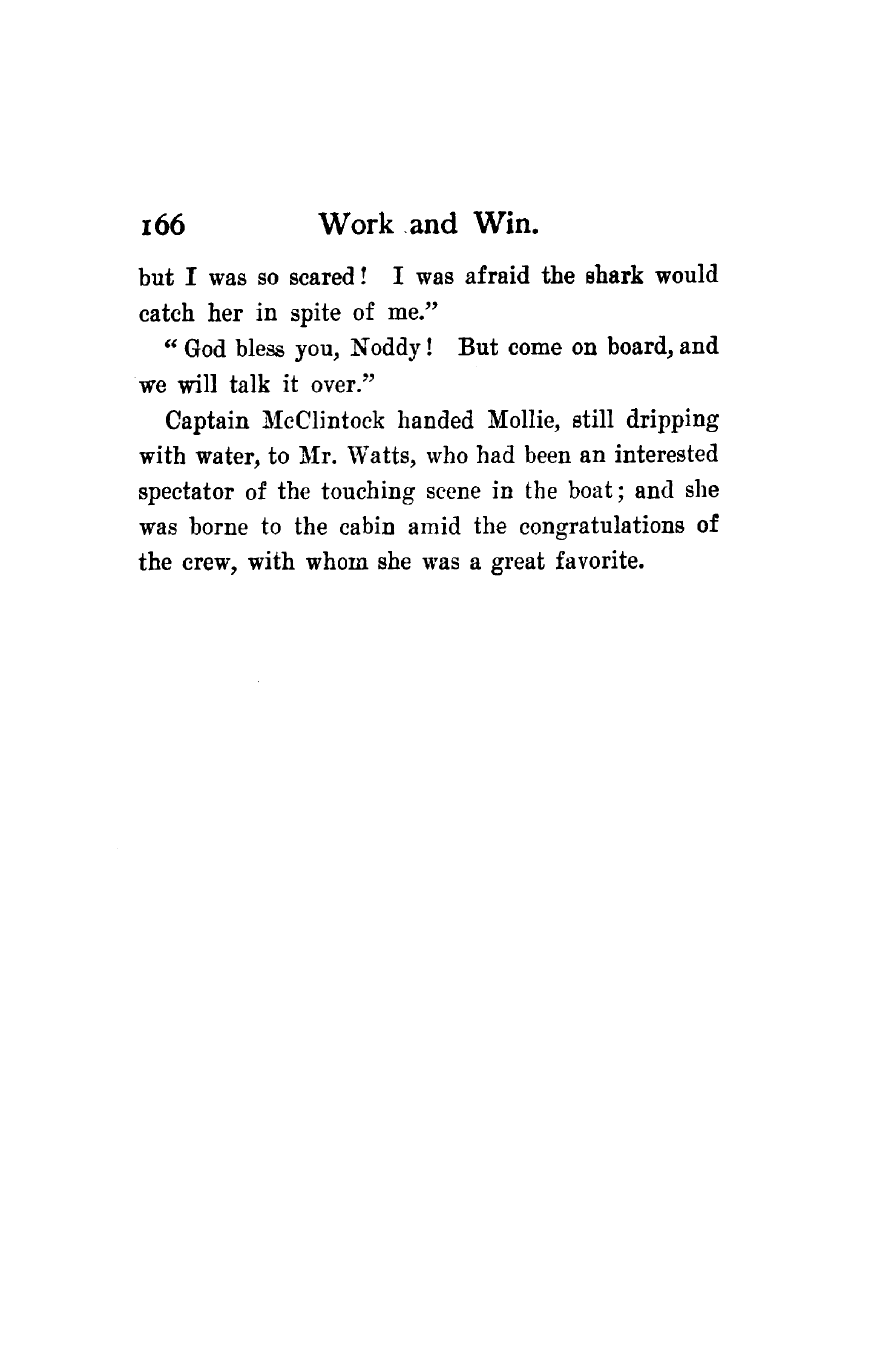 166 Work and Win.
but I was so scared! I was afraid the shark would
catch her in spite of me.”
“God bless you, Noddy! But come on board, and
we will talk it over.”
Captain McClintock handed Mollie, still dripping
with water, to Mr. Watts, who had been an interested
spectator of the touching scene in the boat; and she
was borne to the cabin amid the congratulations of
the crew, with whom she was a great favorite.